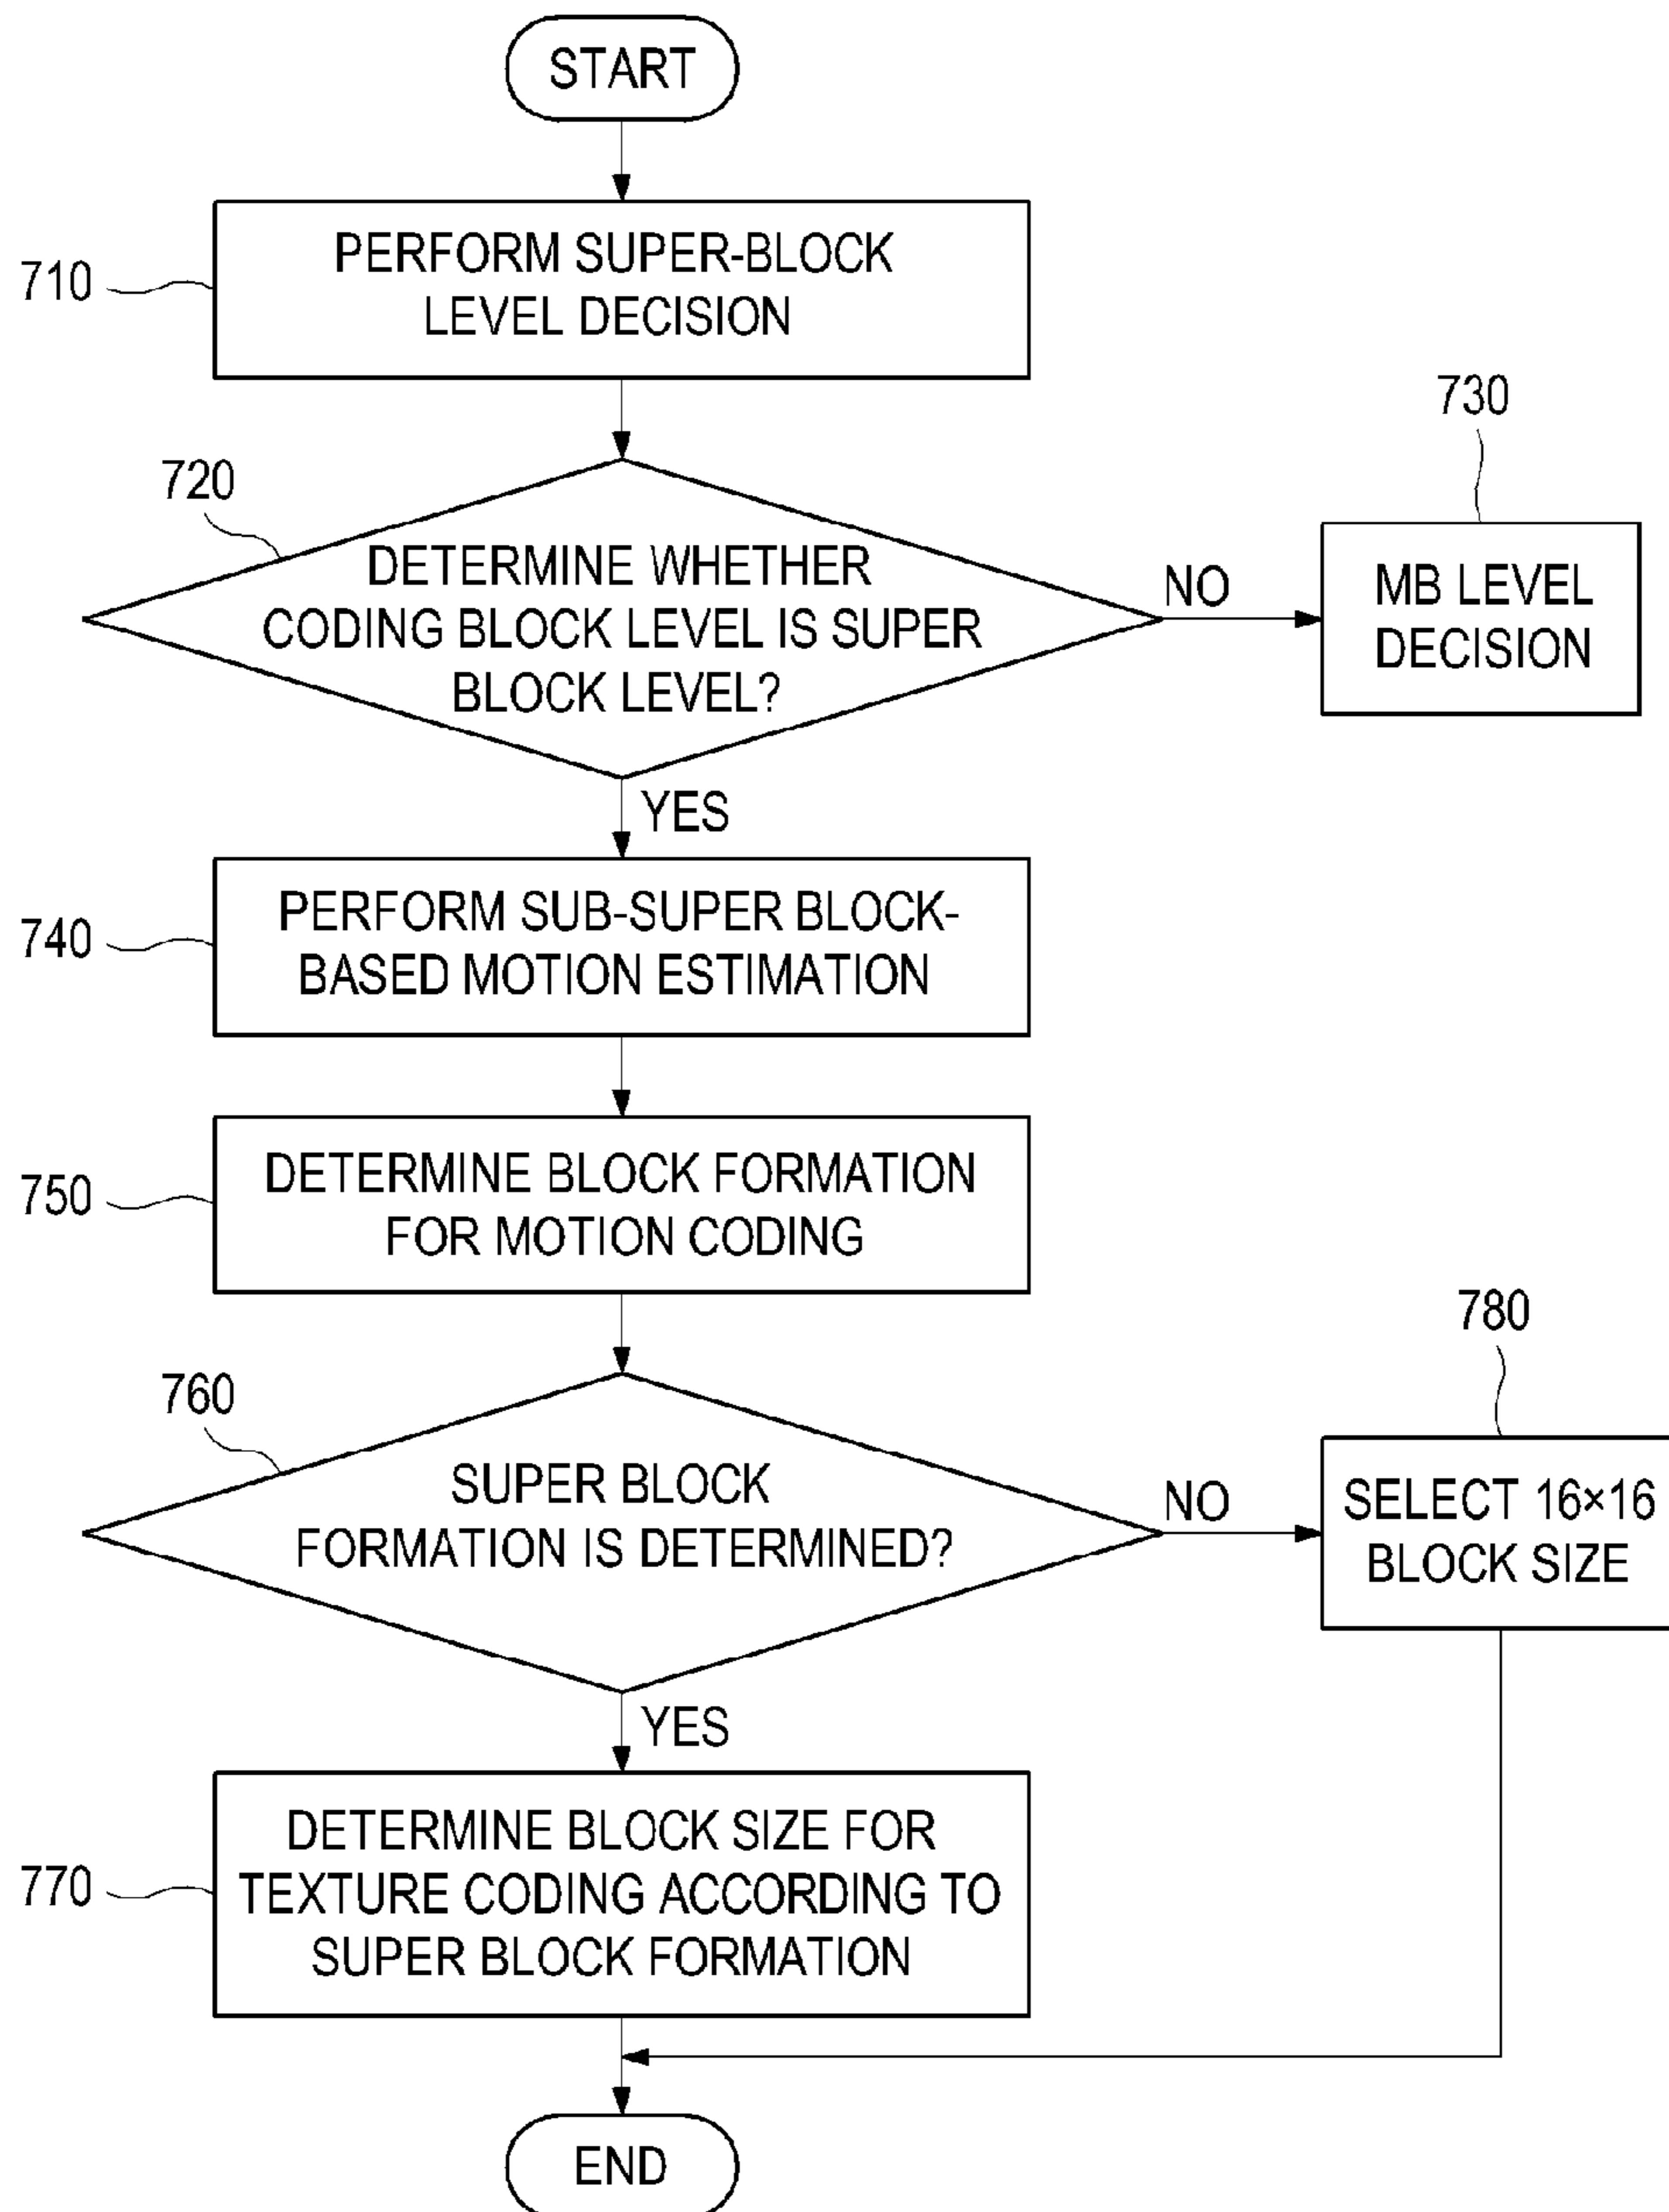 START
710
PERFORM SUPER-BLOCK
LEVEL DECISION
720
DETERMINE WHETHER
CODING BLOCK LEVEL IS SUPER
BLOCK LEVEL?
NO
730
MB LEVEL
DECISION
YES
740
PERFORM SUB-SUPER BLOCK-
BASED MOTION ESTIMATION
750
DETERMINE BLOCK FORMATION
FOR MOTION CODING
760
SUPER BLOCK
FORMATION IS DETERMINED?
NO
780
SELECT 16×16
BLOCK SIZE
YES
770
DETERMINE BLOCK SIZE FOR
TEXTURE CODING ACCORDING TO
SUPER BLOCK FORMATION
END